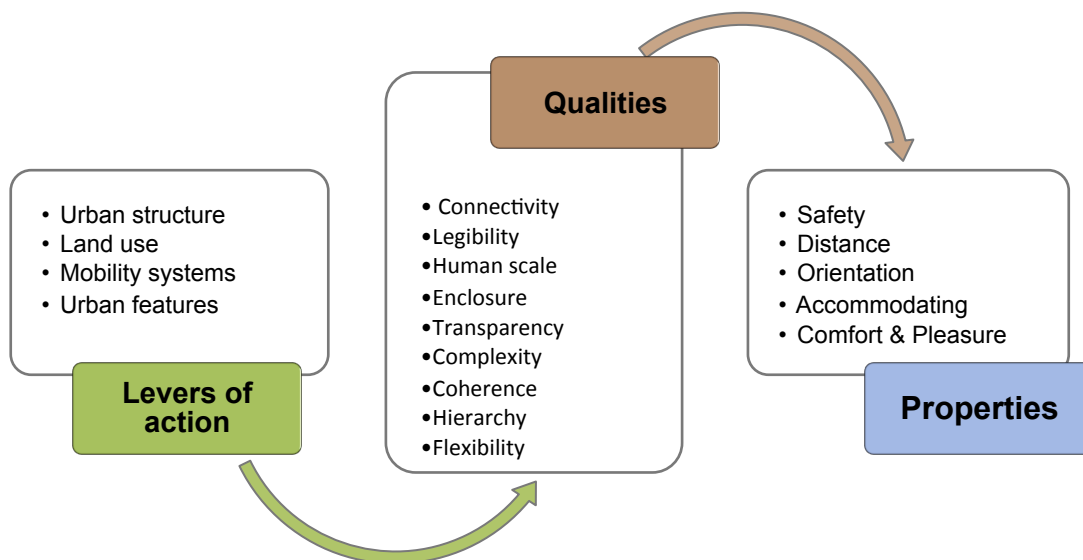 • Urban structure
• Land use
• Mobility systems
• Urban features
Levers of
action
Qualities
• Connectivity
•Legibility
•Human scale
•Enclosure
•Transparency
•Complexity
•Coherence
•Hierarchy
•Flexibility
• Safety
• Distance
• Orientation
• Accommodating
• Comfort & Pleasure
Properties